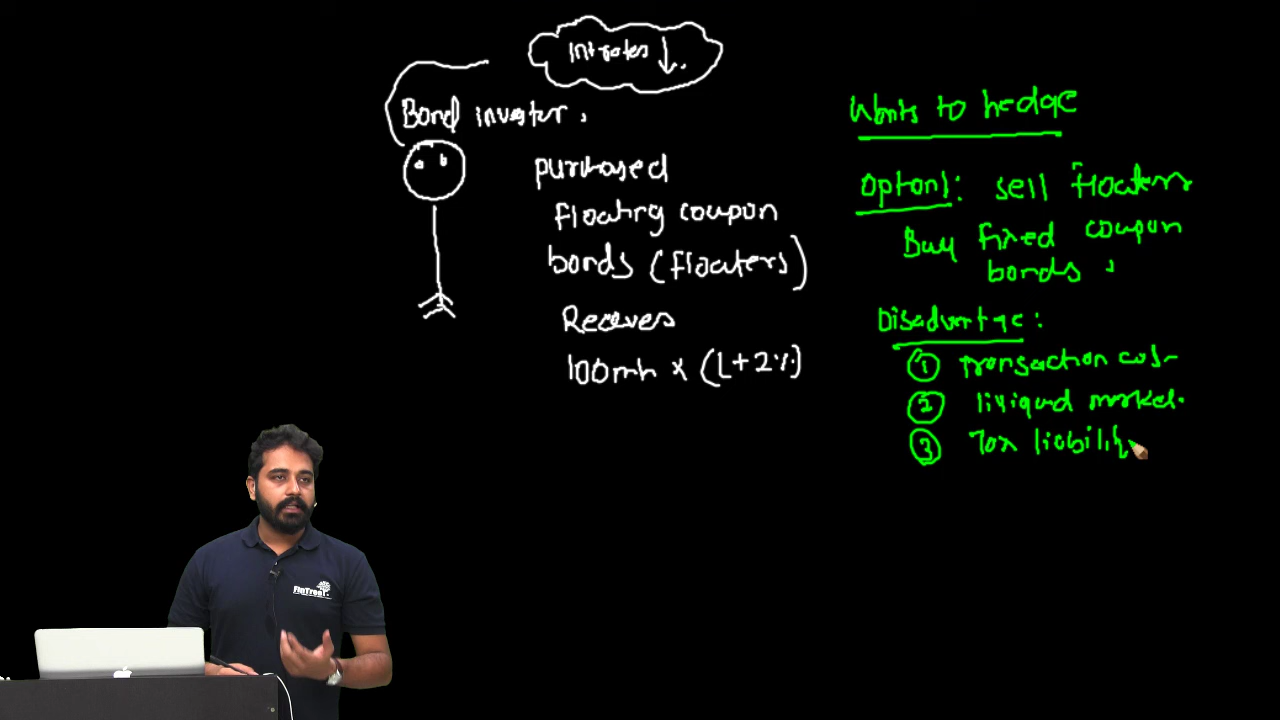 Int rates ↓.
Bond investor.
purchased
floating coupon
bonds (floaters)
Receives
100mn x (L+2%)
Wants to hedge
Option1: sell floaters
Buy fixed coupon
bonds,
Disadvantage:
① Transaction cost
② market.
③ Tax liability
FinTree